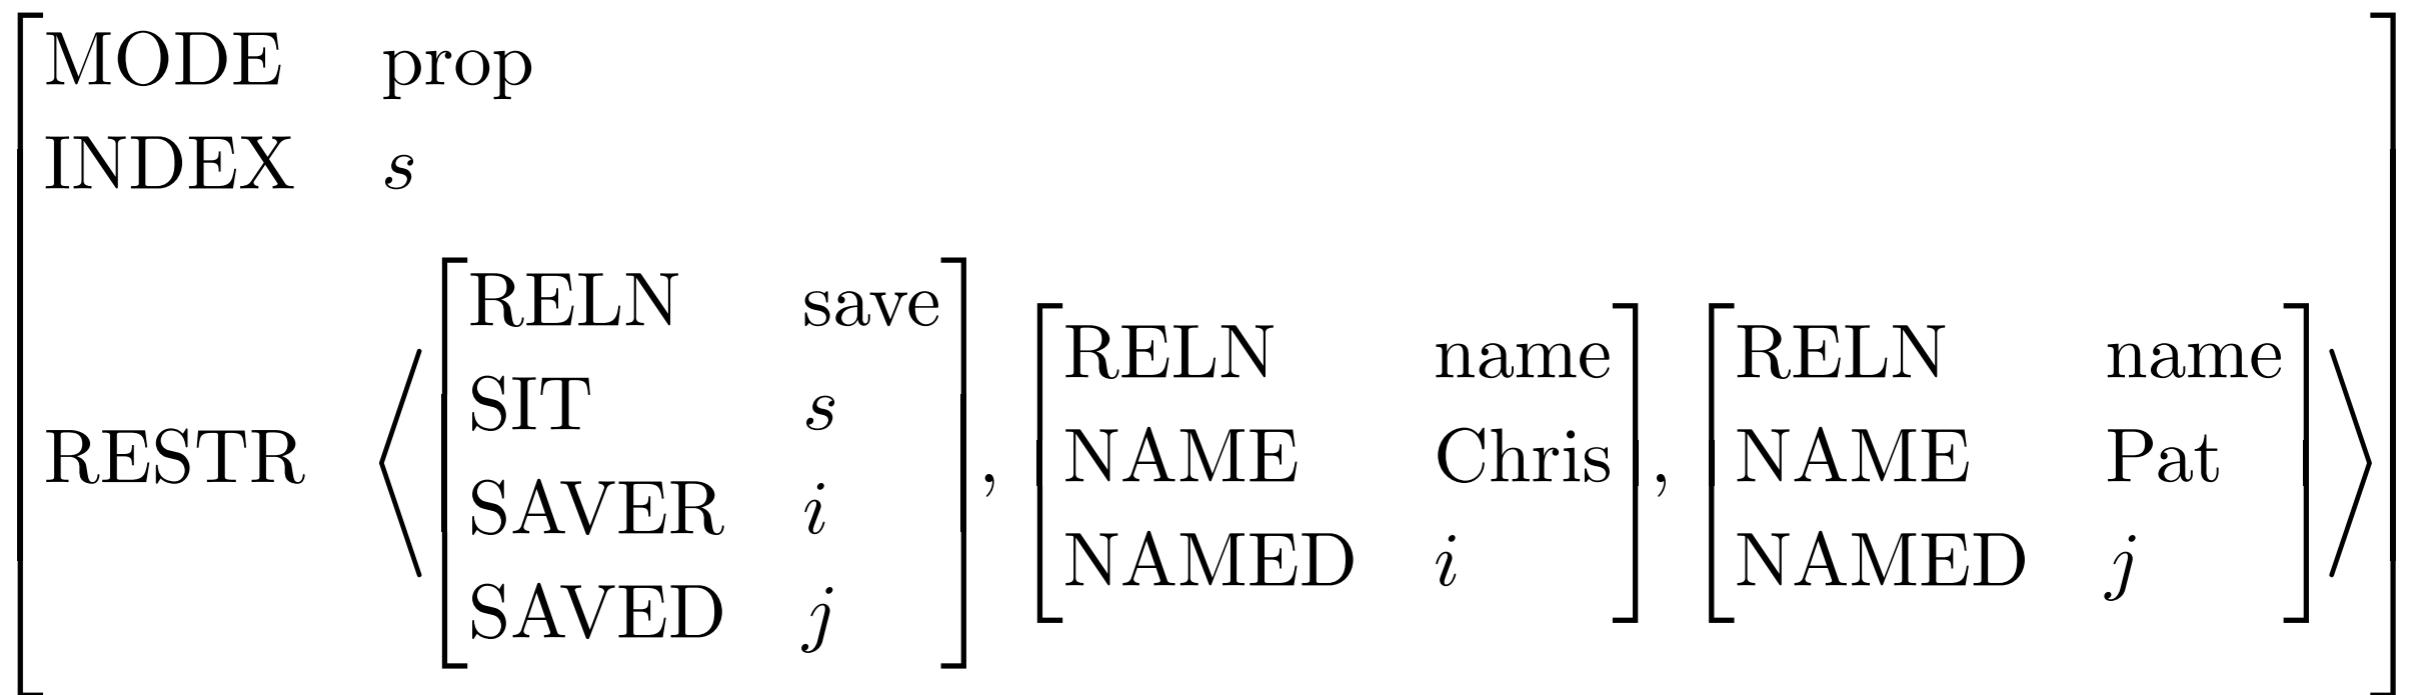 MODE prop
INDEX s
RELN save
SIT s
SAVER i
SAVED j
RELN name
NAME Chris
NAMED i
RELN name
NAME Pat
NAMED j
RESTR ⟨ , , ⟩